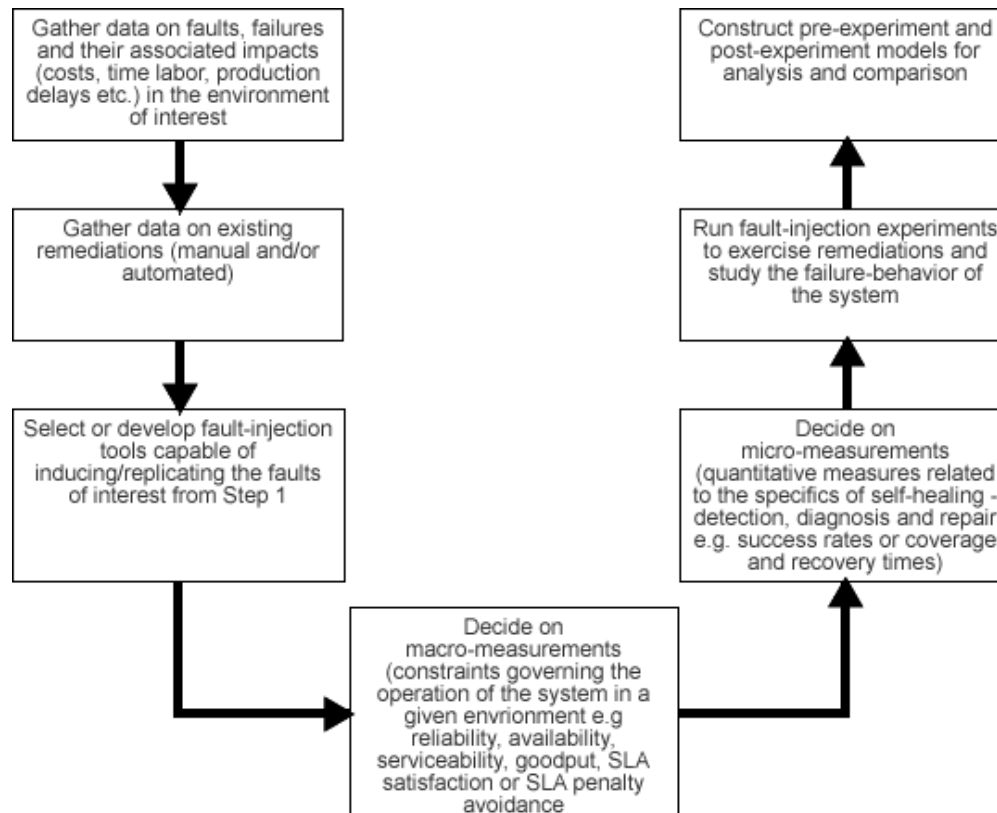 Gather data on faults, failures
and their associated impacts
(costs, time labor, production
delays etc.) in the environment
of interest
Gather data on existing
remediations (manual and/or
automated)
Select or develop fault-injection
tools capable of
inducing/replicating the faults
of interest from Step 1
Decide on
macro-measurements
(constraints governing the
operation of the system in a
given envrionment e.g
reliability, availability,
serviceability, goodput, SLA
satisfaction or SLA penalty
avoidance
Decide on
micro-measurements
(quantitative measures related
to the specifics of self-healing -
detection, diagnosis and repair
e.g. success rates or coverage
and recovery times)
Run fault-injection experiments
to exercise remediations and
study the failure-behavior of
the system
Construct pre-experiment and
post-experiment models for
analysis and comparison